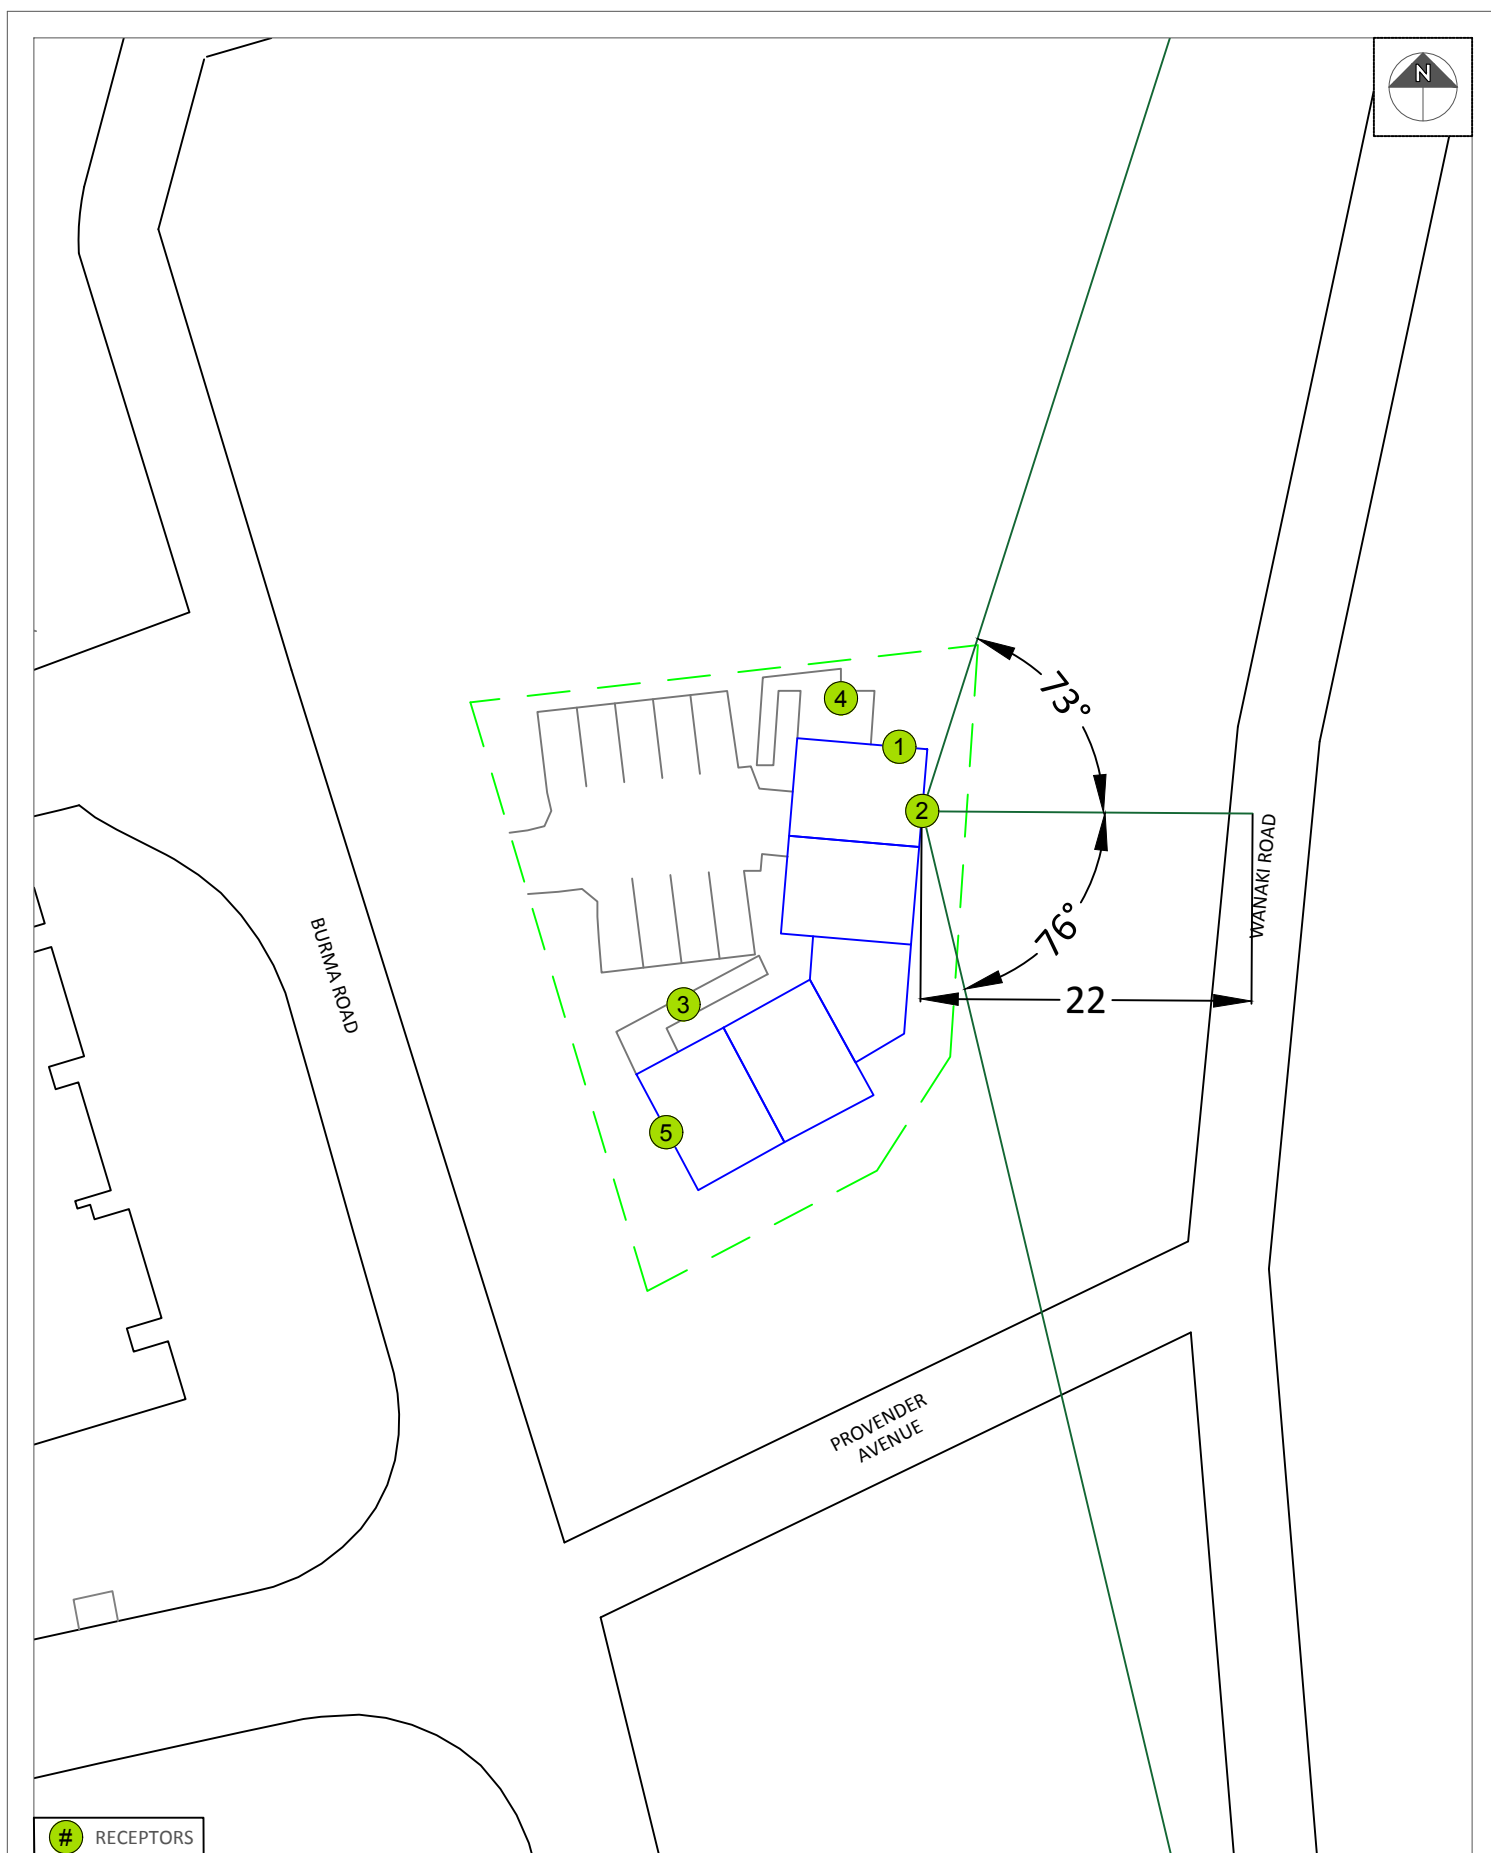 N
73°
4
1
2
WANAKI ROAD
76°
BURMA ROAD
22
3
5
PROVENDER
AVENUE
# RECEPTORS